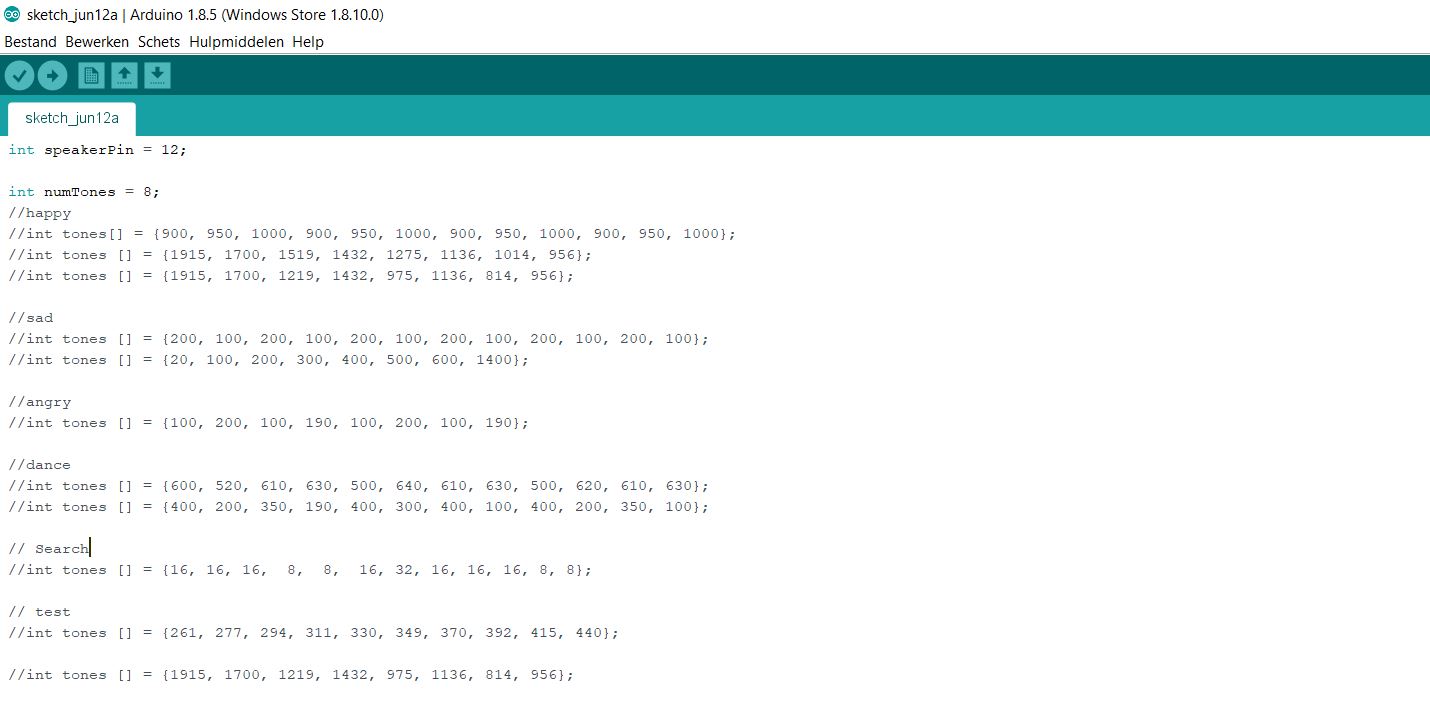 sketch_jun12a | Arduino 1.8.5 (Windows Store 1.8.10.0)
Bestand Bewerken Schets Hulpmiddelen Help
sketch_jun12a
int speakerPin = 12;
int numTones = 8;
//happy
//int tones[] = {900, 950, 1000, 900, 950, 1000, 900, 950, 1000, 900, 950, 1000};
//int tones [] = {1915, 1700, 1519, 1432, 1275, 1136, 1014, 956};
//int tones [] = {1915, 1700, 1219, 1432, 975, 1136, 814, 956};
//sad
//int tones [] = {200, 100, 200, 100, 200, 100, 200, 100, 200, 100, 200, 100};
//int tones [] = {20, 100, 200, 300, 400, 500, 600, 1400};
//angry
//int tones [] = {100, 200, 100, 190, 100, 200, 100, 190};
//dance
//int tones [] = {600, 520, 610, 630, 500, 640, 610, 630, 500, 620, 610, 630};
//int tones [] = {400, 200, 350, 190, 400, 300, 400, 100, 400, 200, 350, 100};
// Search
//int tones [] = {16, 16, 16,  8,  8,  16, 32, 16, 16, 16, 8, 8};
// test
//int tones [] = {261, 277, 294, 311, 330, 349, 370, 392, 415, 440};
//int tones [] = {1915, 1700, 1219, 1432, 975, 1136, 814, 956};